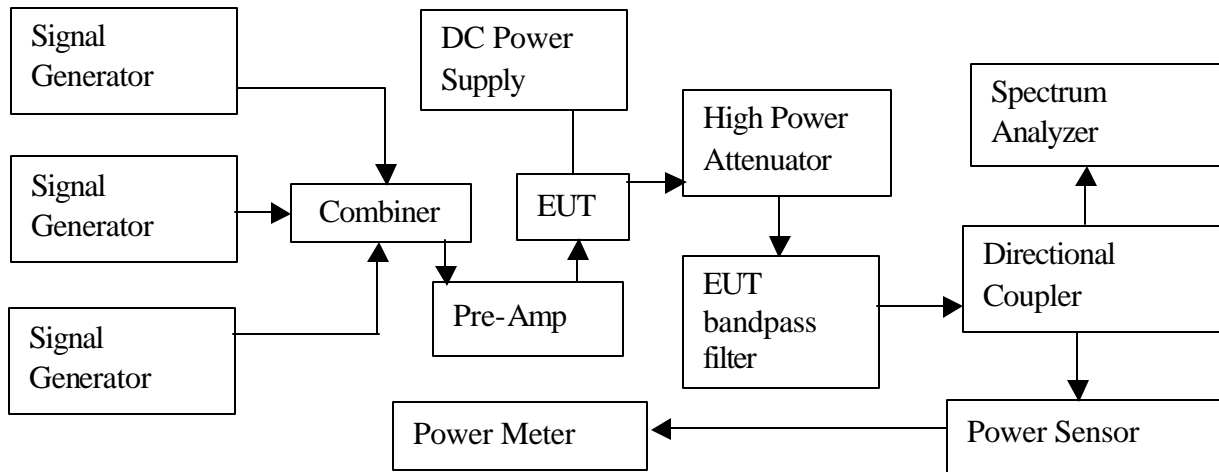 Signal
Generator
DC Power
Supply
Spectrum
Analyzer
High Power
Attenuator
Signal
Generator
Combiner
EUT
Directional
Coupler
EUT
bandpass
filter
Pre-Amp
Signal
Generator
Power Meter
Power Sensor